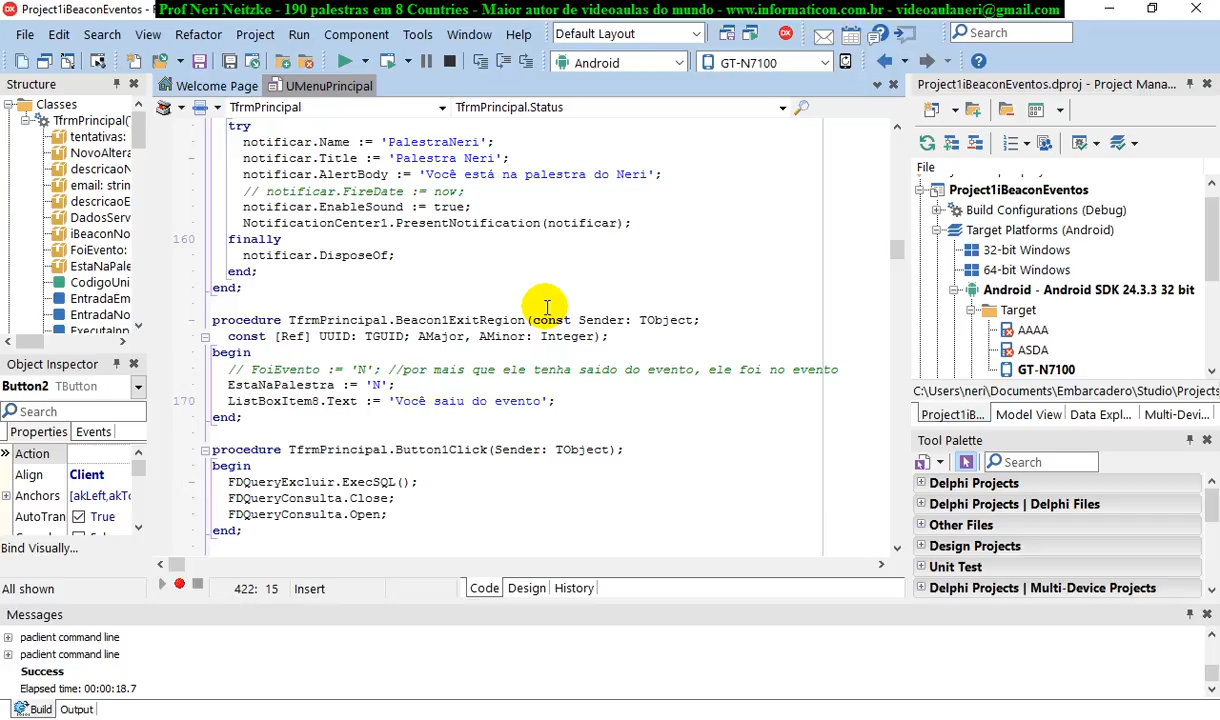 Project1iBeaconEventos -
Prof Neri Neitzke - 190 palestras em 8 Countries - Maior autor de videoaulas do mundo - www.informaticon.com.br - videoaulaneri@gmail.com
File Edit Search View Refactor Project Run Component Tools Window Help
Default Layout
Search
Android
GT-N7100
Structure
Classes
TfrmPrincipal(
tentativas:
NovoAltera
descricaoN
email: strin
descricaoE
DadosServ
iBeaconNo
FoiEvento:
EstaNaPale
CodigoUni
EntradaEm
EntradaNo
ExecutaInp
Object Inspector
Button2 TButton
Search
Properties Events
Action
Align Client
Anchors [akLeft,akTo
AutoTran True
Bind Visually...
All shown
Welcome Page UMenuPrincipal
TfrmPrincipal
TfrmPrincipal.Status
try
notificar.Name := 'PalestraNeri';
notificar.Title := 'Palestra Neri';
notificar.AlertBody := 'Você está na palestra do Neri';
// notificar.FireDate := now;
notificar.EnableSound := true;
NotificationCenter1.PresentNotification(notificar);
160 finally
notificar.DisposeOf;
end;
end;
procedure TfrmPrincipal.Beacon1ExitRegion(const Sender: TObject;
const [Ref] UUID: TGUID; AMajor, AMinor: Integer);
begin
// FoiEvento := 'N'; //por mais que ele tenha saido do evento, ele foi no evento
EstaNaPalestra := 'N';
170 ListBoxItem8.Text := 'Você saiu do evento';
end;
procedure TfrmPrincipal.Button1Click(Sender: TObject);
begin
FDQueryExcluir.ExecSQL();
FDQueryConsulta.Close;
FDQueryConsulta.Open;
end;
422: 15 Insert
Code Design History
Project1iBeaconEventos.dproj - Project Mana...
File
Project1iBeaconEventos
Build Configurations (Debug)
Target Platforms (Android)
32-bit Windows
64-bit Windows
Android - Android SDK 24.3.3 32 bit
Target
AAAA
ASDA
GT-N7100
C:\Users\neri\Documents\Embarcadero\Studio\Projects
Project1iB... Model View Data Expl... Multi-Devi...
Tool Palette
Search
Delphi Projects
Delphi Projects | Delphi Files
Other Files
Design Projects
Unit Test
Delphi Projects | Multi-Device Projects
Messages
paclient command line
paclient command line
Success
Elapsed time: 00:00:18.7
Build Output